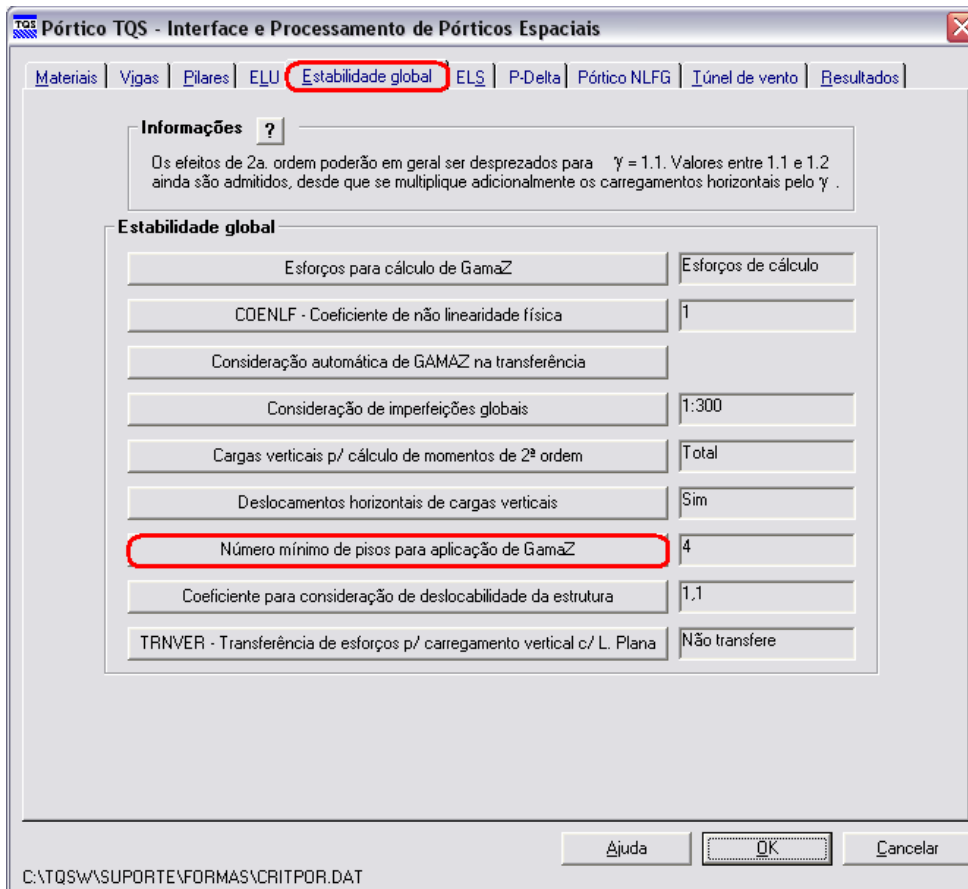 TQS Pórtico TQS - Interface e Processamento de Pórticos Espaciais
Materiais Vigas Pilares ELU Estabilidade global ELS P-Delta Pórtico NLFG Túnel de vento Resultados
Informações ?
Os efeitos de 2a. ordem poderão em geral ser desprezados para γ = 1.1. Valores entre 1.1 e 1.2
ainda são admitidos, desde que se multiplique adicionalmente os carregamentos horizontais pelo γ .
Estabilidade global
Esforços para cálculo de GamaZ Esforços de cálculo
COENLF - Coeficiente de não linearidade física 1
Consideração automática de GAMAZ na transferência
Consideração de imperfeições globais 1:300
Cargas verticais p/ cálculo de momentos de 2ª ordem Total
Deslocamentos horizontais de cargas verticais Sim
Número mínimo de pisos para aplicação de GamaZ 4
Coeficiente para consideração de deslocabilidade da estrutura 1,1
TRNVER - Transferência de esforços p/ carregamento vertical c/ L. Plana Não transfere
Ajuda OK Cancelar
C:\TQSW\SUPORTE\FORMAS\CRITPOR.DAT